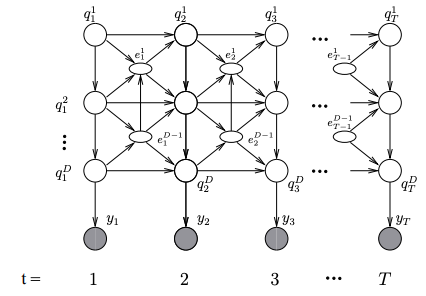 q_1^1 q_2^1 q_3^1 q_T^1
e_1^1 e_2^1 ... e_{T-1}^1
q_1^2 ...
⋮ e_1^{D-1} e_2^{D-1} e_{T-1}^{D-1}
q_1^D q_2^D q_3^D ... q_T^D
y_1 y_2 y_3 y_T
t = 1 2 3 ... T